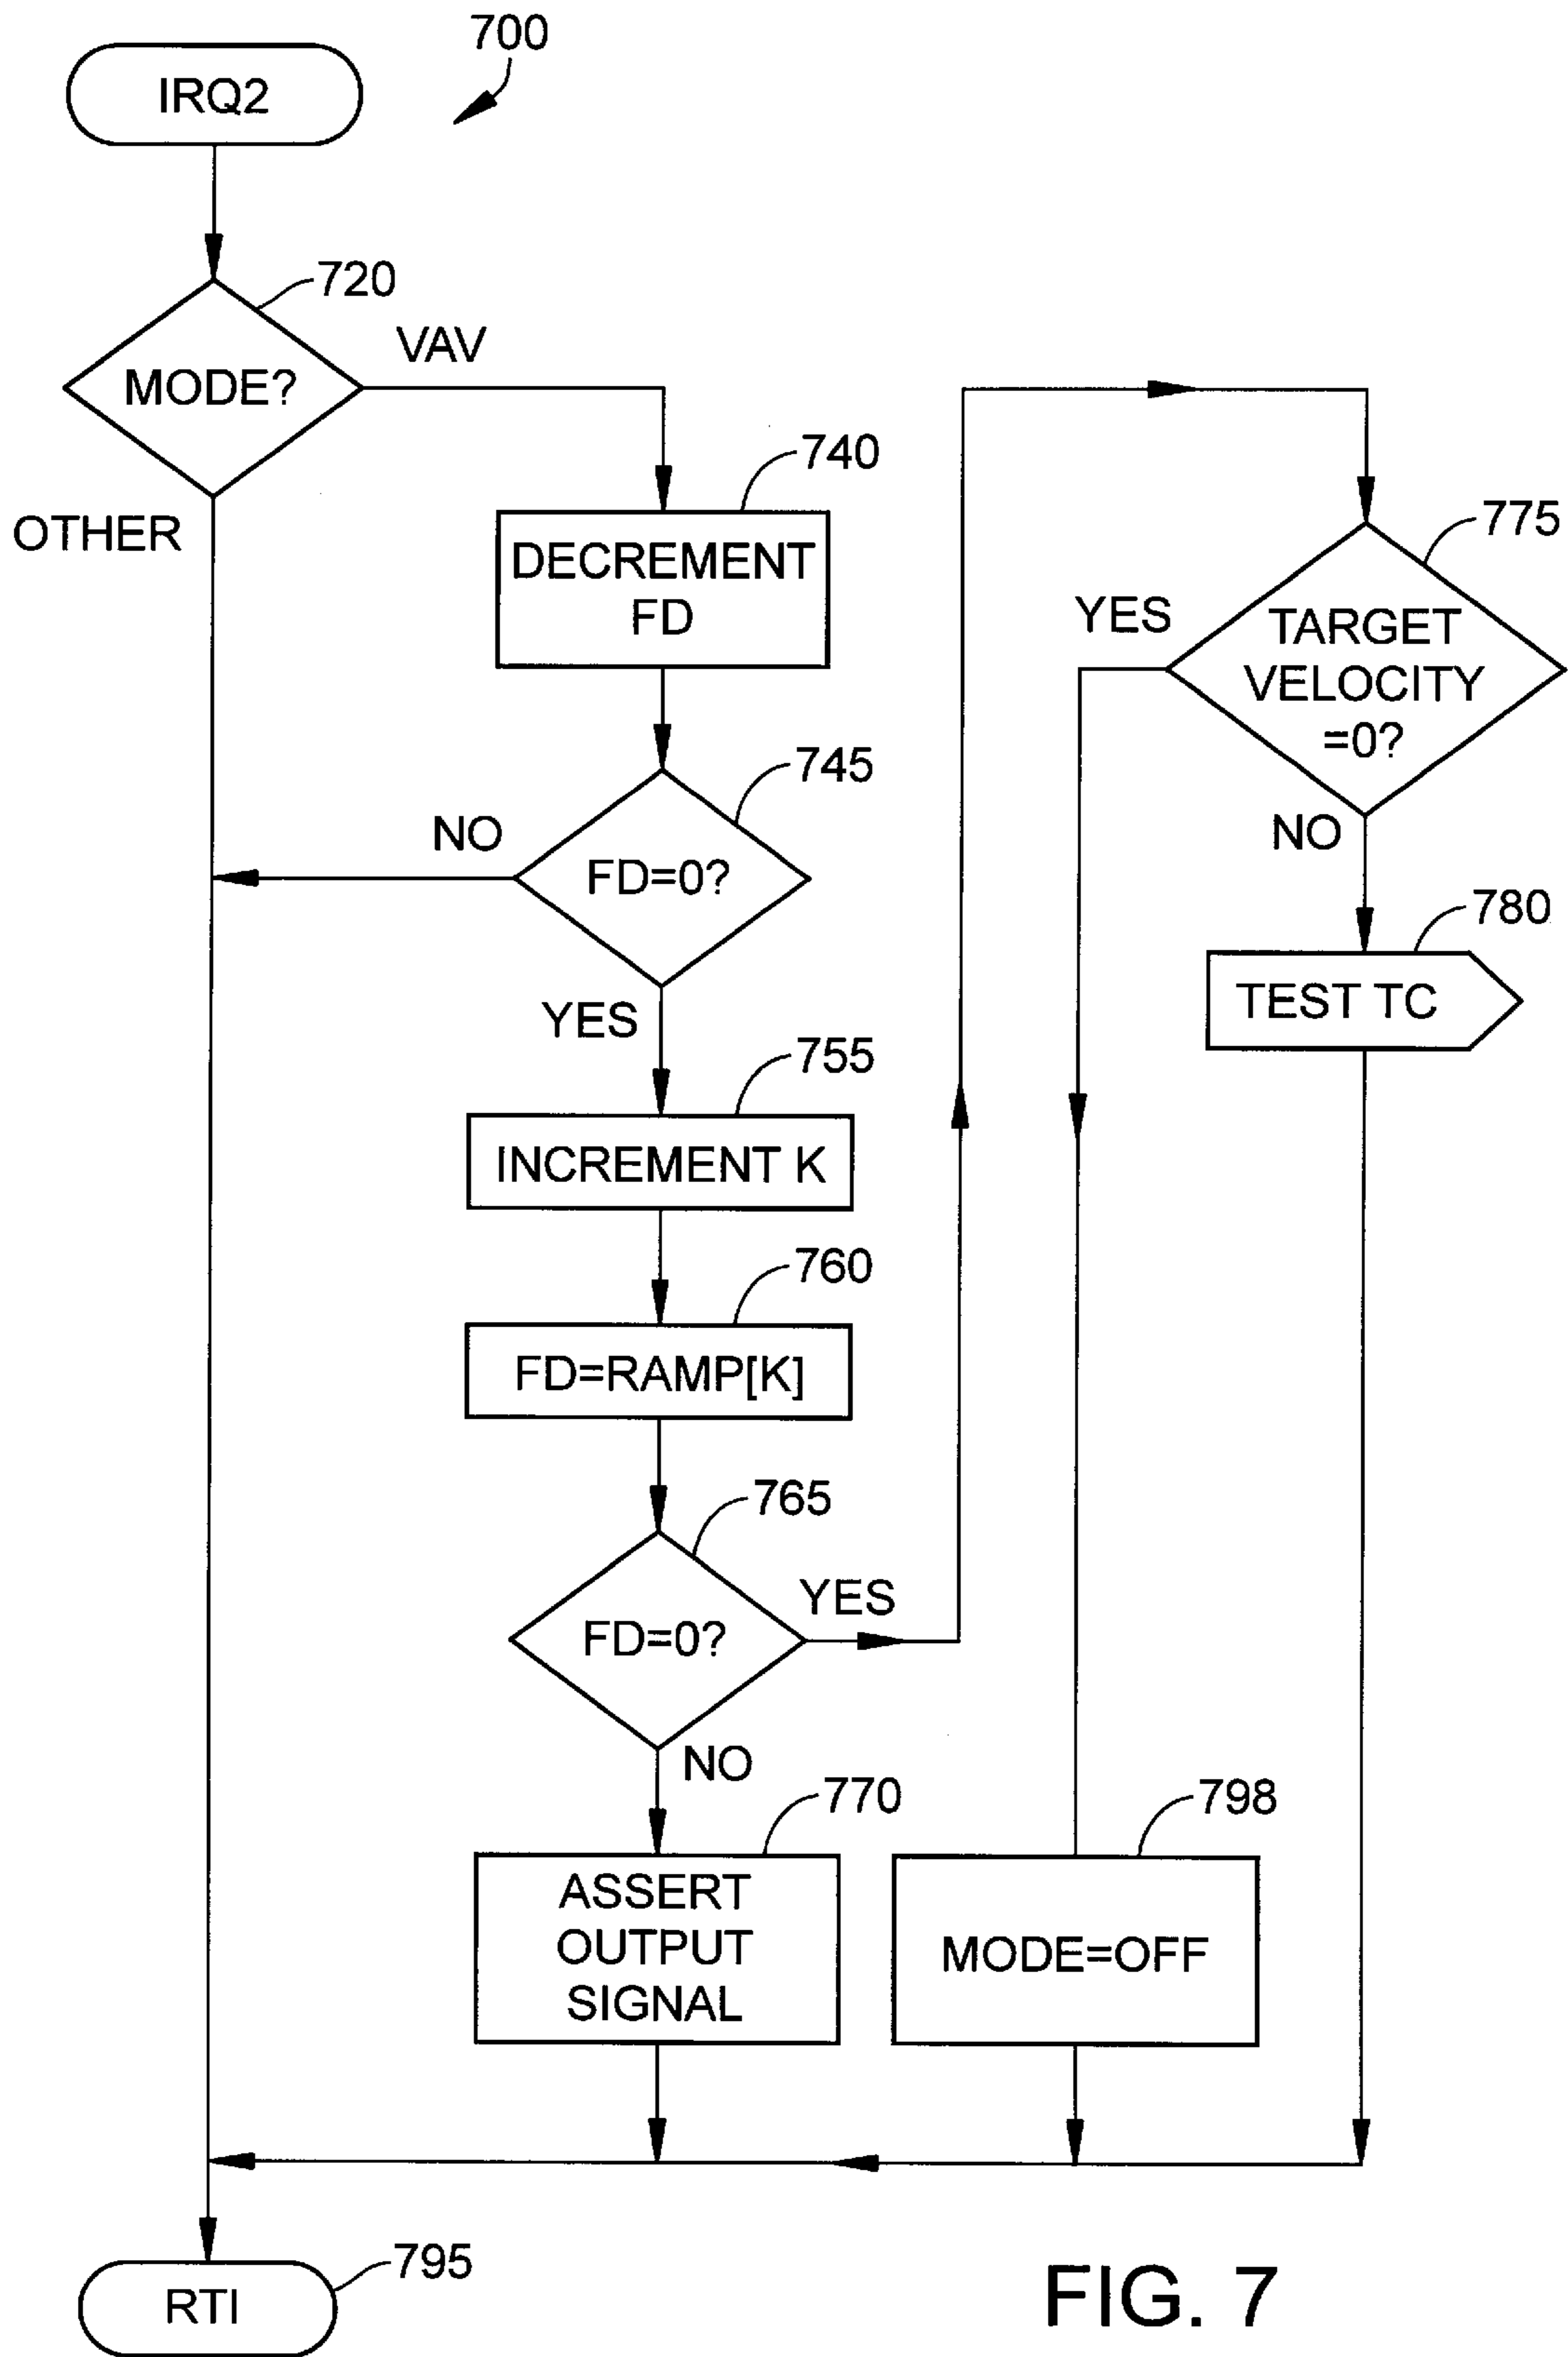 700
IRQ2
720
MODE?
VAV
OTHER
740
DECREMENT
FD
745
NO
FD=0?
YES
755
INCREMENT K
760
FD=RAMP[K]
765
YES
FD=0?
NO
770
ASSERT
OUTPUT
SIGNAL
775
YES
TARGET
VELOCITY
=0?
NO
780
TEST TC
798
MODE=OFF
795
RTI
FIG. 7